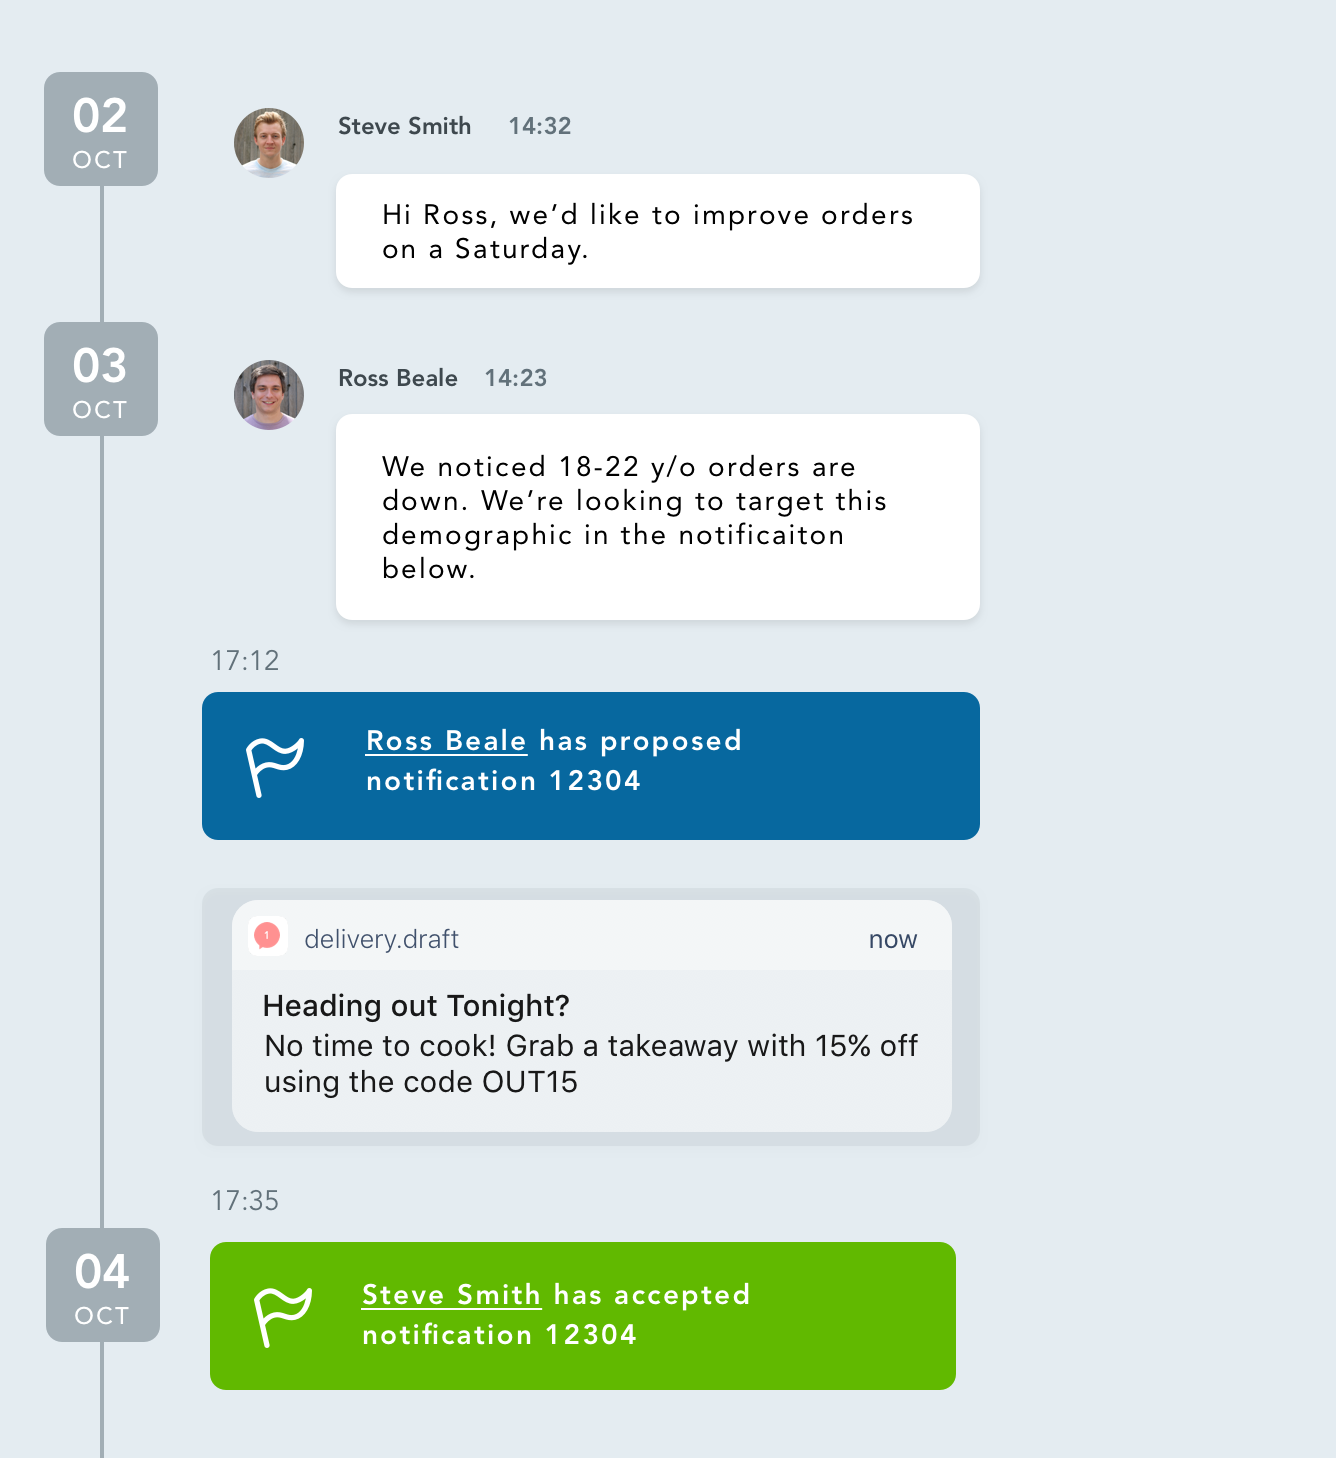 02
OCT
Steve Smith 14:32
Hi Ross, we’d like to improve orders
on a Saturday.
03
OCT
Ross Beale 14:23
We noticed 18-22 y/o orders are
down. We’re looking to target this
demographic in the notificaiton
below.
17:12
Ross Beale has proposed
notification 12304
1
delivery.draft now
Heading out Tonight?
No time to cook! Grab a takeaway with 15% off
using the code OUT15
17:35
04
OCT
Steve Smith has accepted
notification 12304